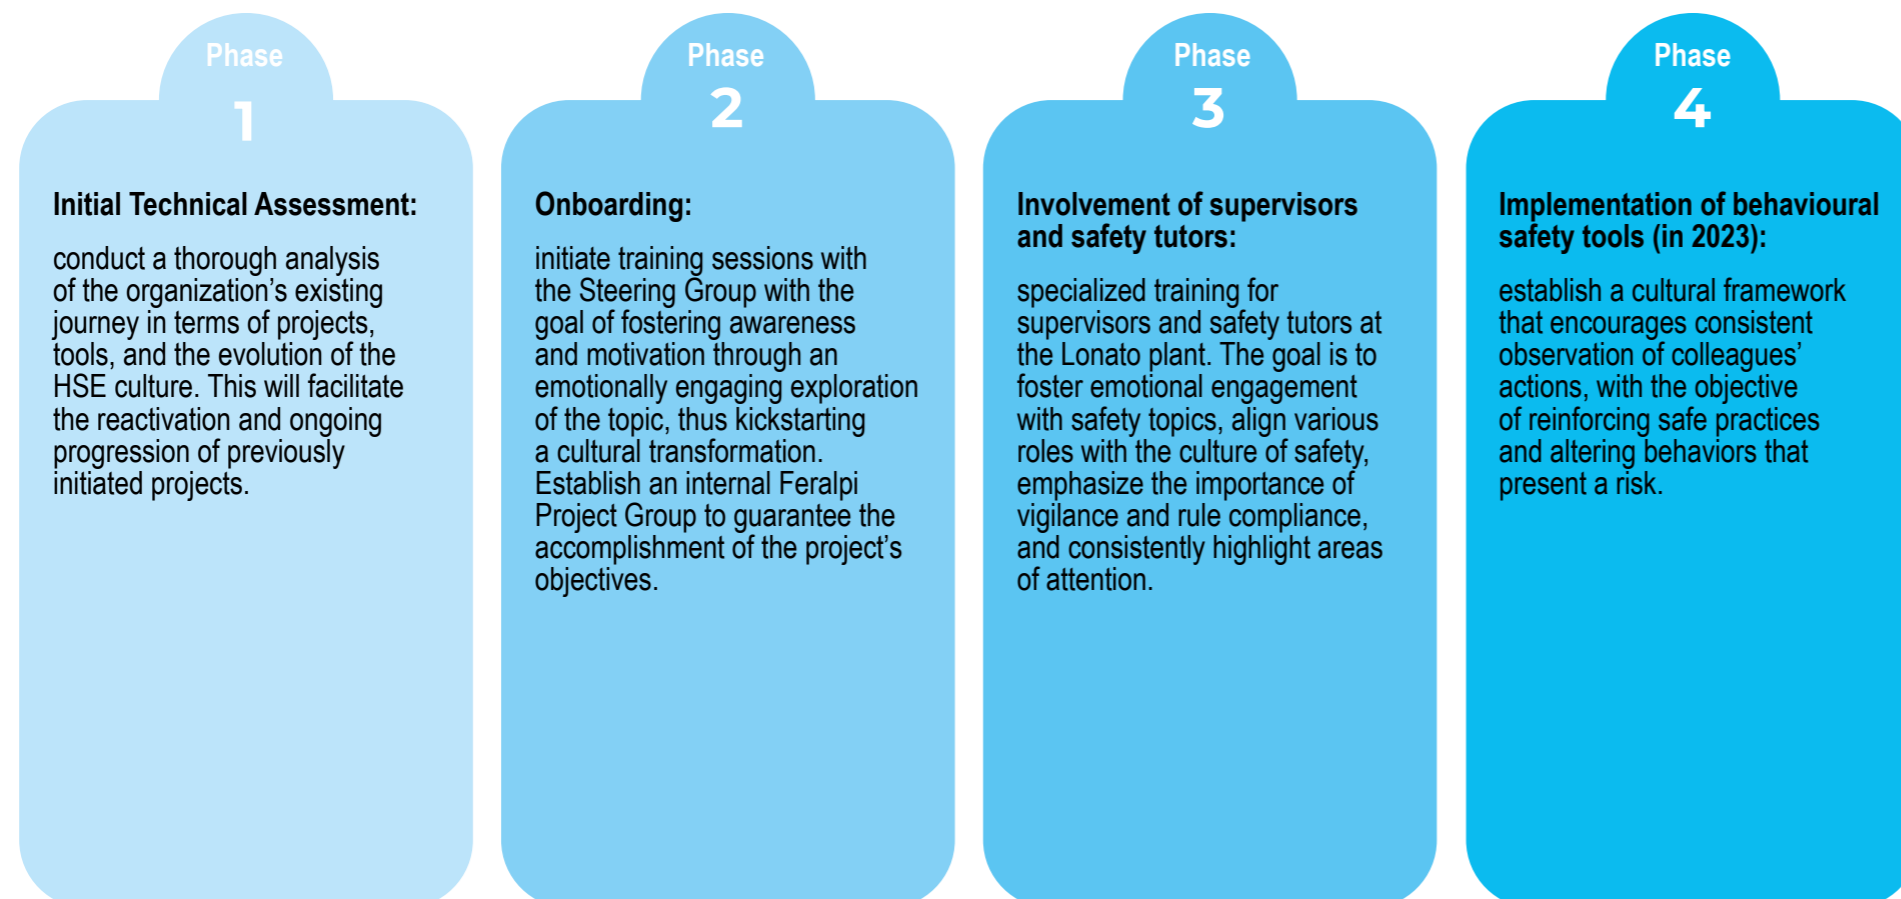 Phase
1
Initial Technical Assessment:
conduct a thorough analysis
of the organization’s existing
journey in terms of projects,
tools, and the evolution of the
HSE culture. This will facilitate
the reactivation and ongoing
progression of previously
initiated projects.
Phase
2
Onboarding:
initiate training sessions with
the Steering Group with the
goal of fostering awareness
and motivation through an
emotionally engaging exploration
of the topic, thus kickstarting
a cultural transformation.
Establish an internal Feralpi
Project Group to guarantee the
accomplishment of the project’s
objectives.
Phase
3
Involvement of supervisors
and safety tutors:
specialized training for
supervisors and safety tutors at
the Lonato plant. The goal is to
foster emotional engagement
with safety topics, align various
roles with the culture of safety,
emphasize the importance of
vigilance and rule compliance,
and consistently highlight areas
of attention.
Phase
4
Implementation of behavioural
safety tools (in 2023):
establish a cultural framework
that encourages consistent
observation of colleagues’
actions, with the objective
of reinforcing safe practices
and altering behaviors that
present a risk.